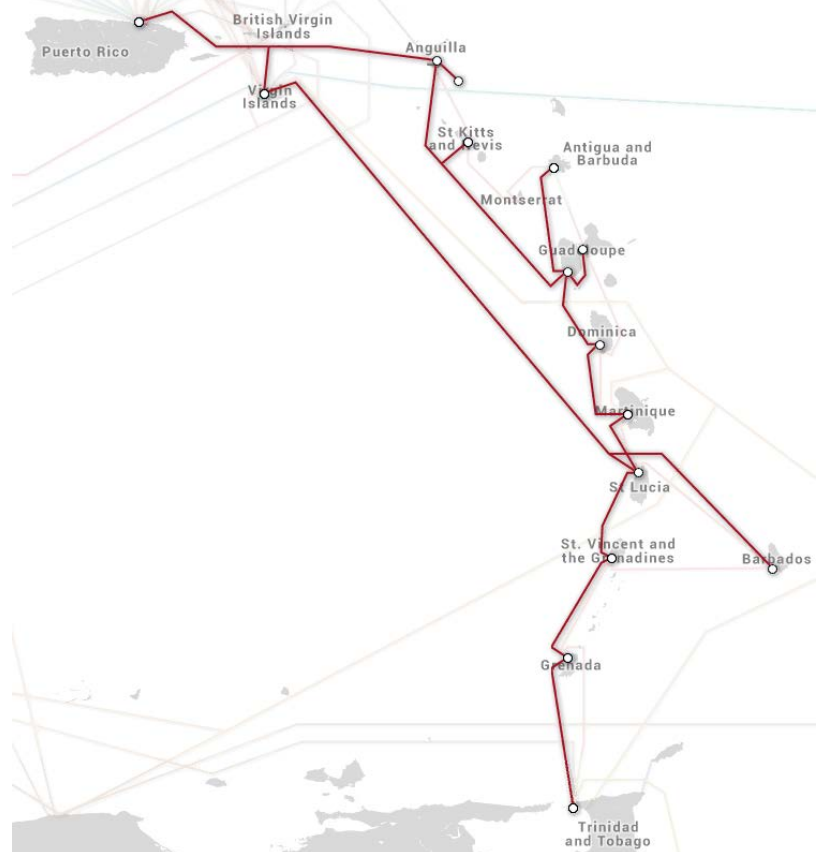 British Virgin
Islands
Puerto Rico
Anguilla
Virgin
Islands
St Kitts
and Nevis
Antigua and
Barbuda
Montserrat
Guadeloupe
Dominica
Martinique
St Lucia
St. Vincent and
the Grenadines
Barbados
Grenada
Trinidad
and Tobago